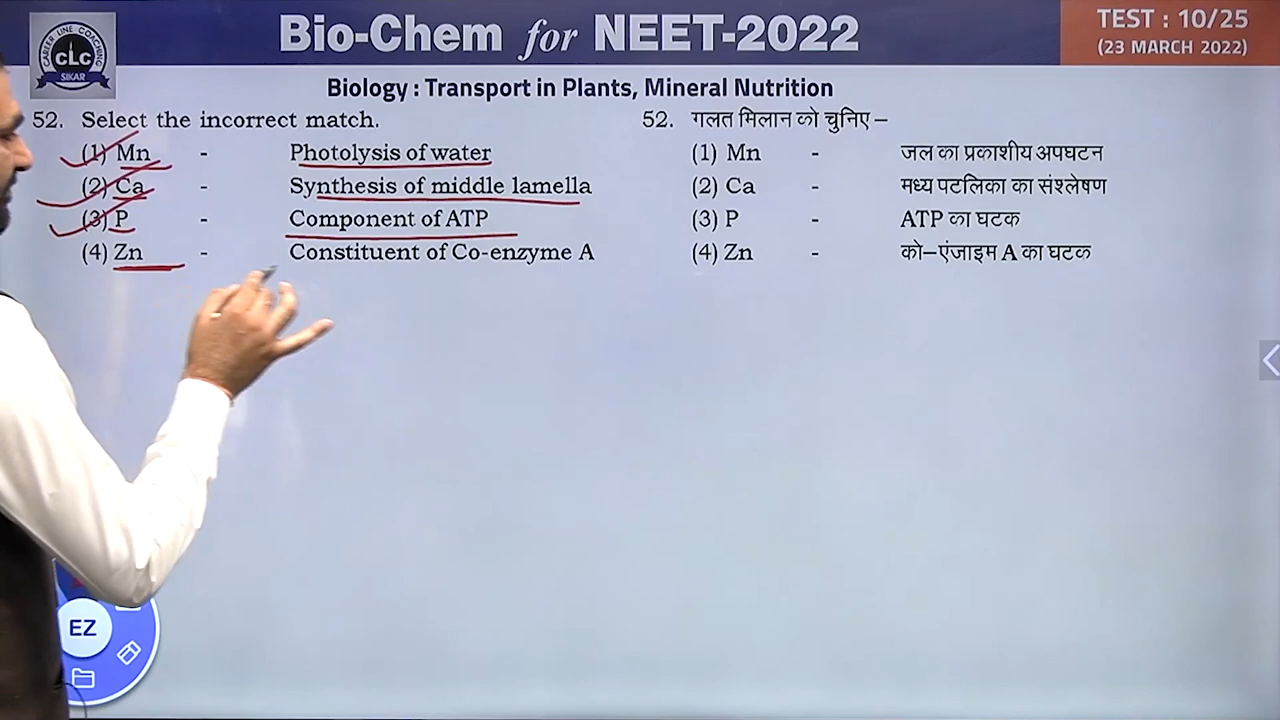 CAREER LINE COACHING
CLC
SIKAR
Bio-Chem for NEET-2022
TEST : 10/25
(23 MARCH 2022)
Biology : Transport in Plants, Mineral Nutrition
52. Select the incorrect match.
(1) Mn - Photolysis of water
(2) Ca - Synthesis of middle lamella
(3) P - Component of ATP
(4) Zn - Constituent of Co-enzyme A
52. गलत मिलान को चुनिए –
(1) Mn - जल का प्रकाशीय अपघटन
(2) Ca - मध्य पटलिका का संश्लेषण
(3) P - ATP का घटक
(4) Zn - को–एंजाइम A का घटक
EZ